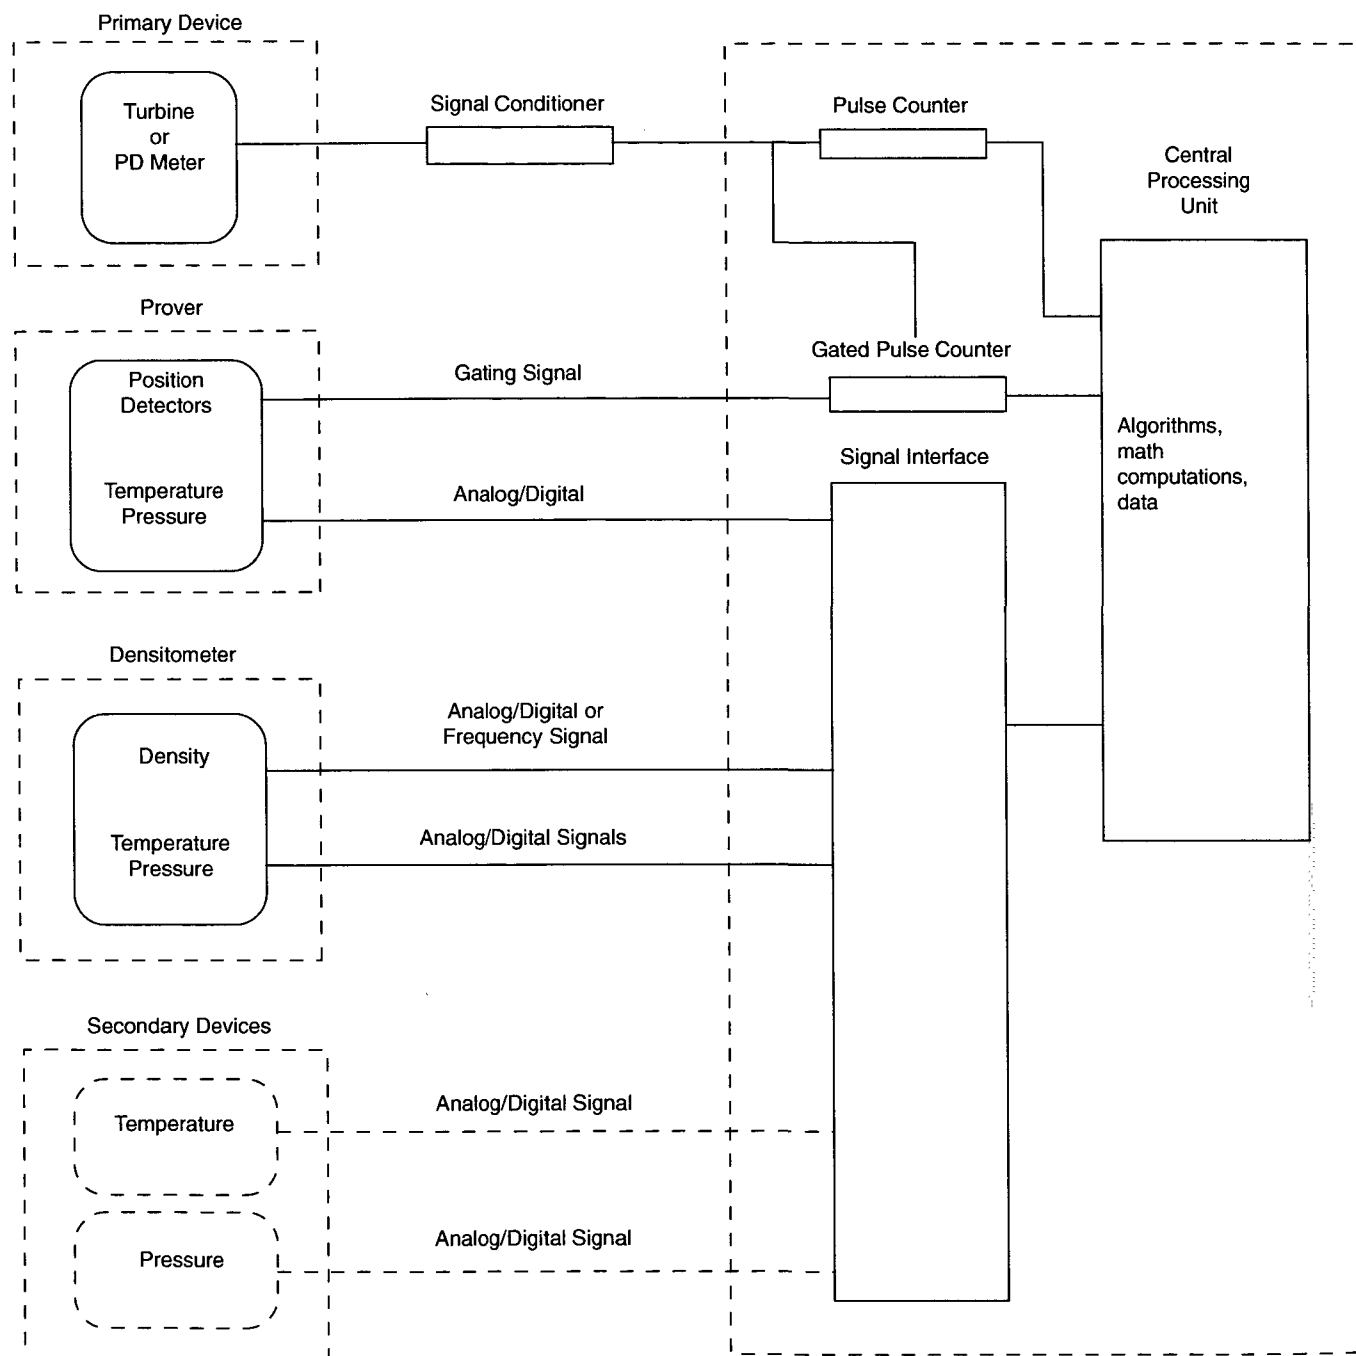 Primary Device
Turbine
or
PD Meter
Signal Conditioner
Pulse Counter
Central
Processing
Unit
Prover
Position
Detectors
Temperature
Pressure
Gating Signal
Analog/Digital
Gated Pulse Counter
Signal Interface
Algorithms,
math
computations,
data
Densitometer
Density
Temperature
Pressure
Analog/Digital or
Frequency Signal
Analog/Digital Signals
Secondary Devices
Temperature
Analog/Digital Signal
Pressure
Analog/Digital Signal